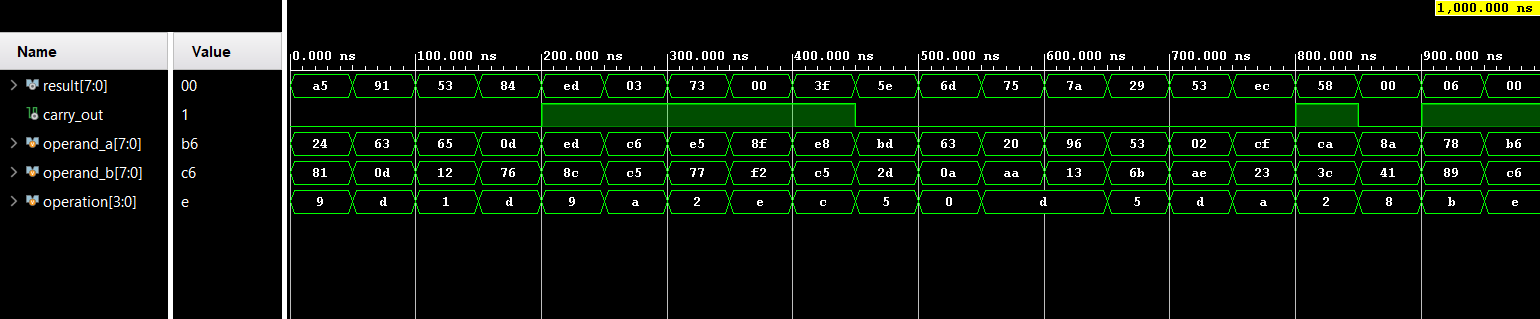 1,000.000 ns
Name Value
0.000 ns 100.000 ns 200.000 ns 300.000 ns 400.000 ns 500.000 ns 600.000 ns 700.000 ns 800.000 ns 900.000 ns
result[7:0] 00 a5 91 53 84 ed 03 73 00 3f 5e 6d 75 7a 29 53 ec 58 00 06 00
carry_out 1
operand_a[7:0] b6 24 63 65 0d ed c6 e5 8f e8 bd 63 20 96 53 02 cf ca 8a 78 b6
operand_b[7:0] c6 81 0d 12 76 8c c5 77 f2 c5 2d 0a aa 13 6b ae 23 3c 41 89 c6
operation[3:0] e 9 d 1 d 9 a 2 e c 5 0 d 5 d a 2 8 b e